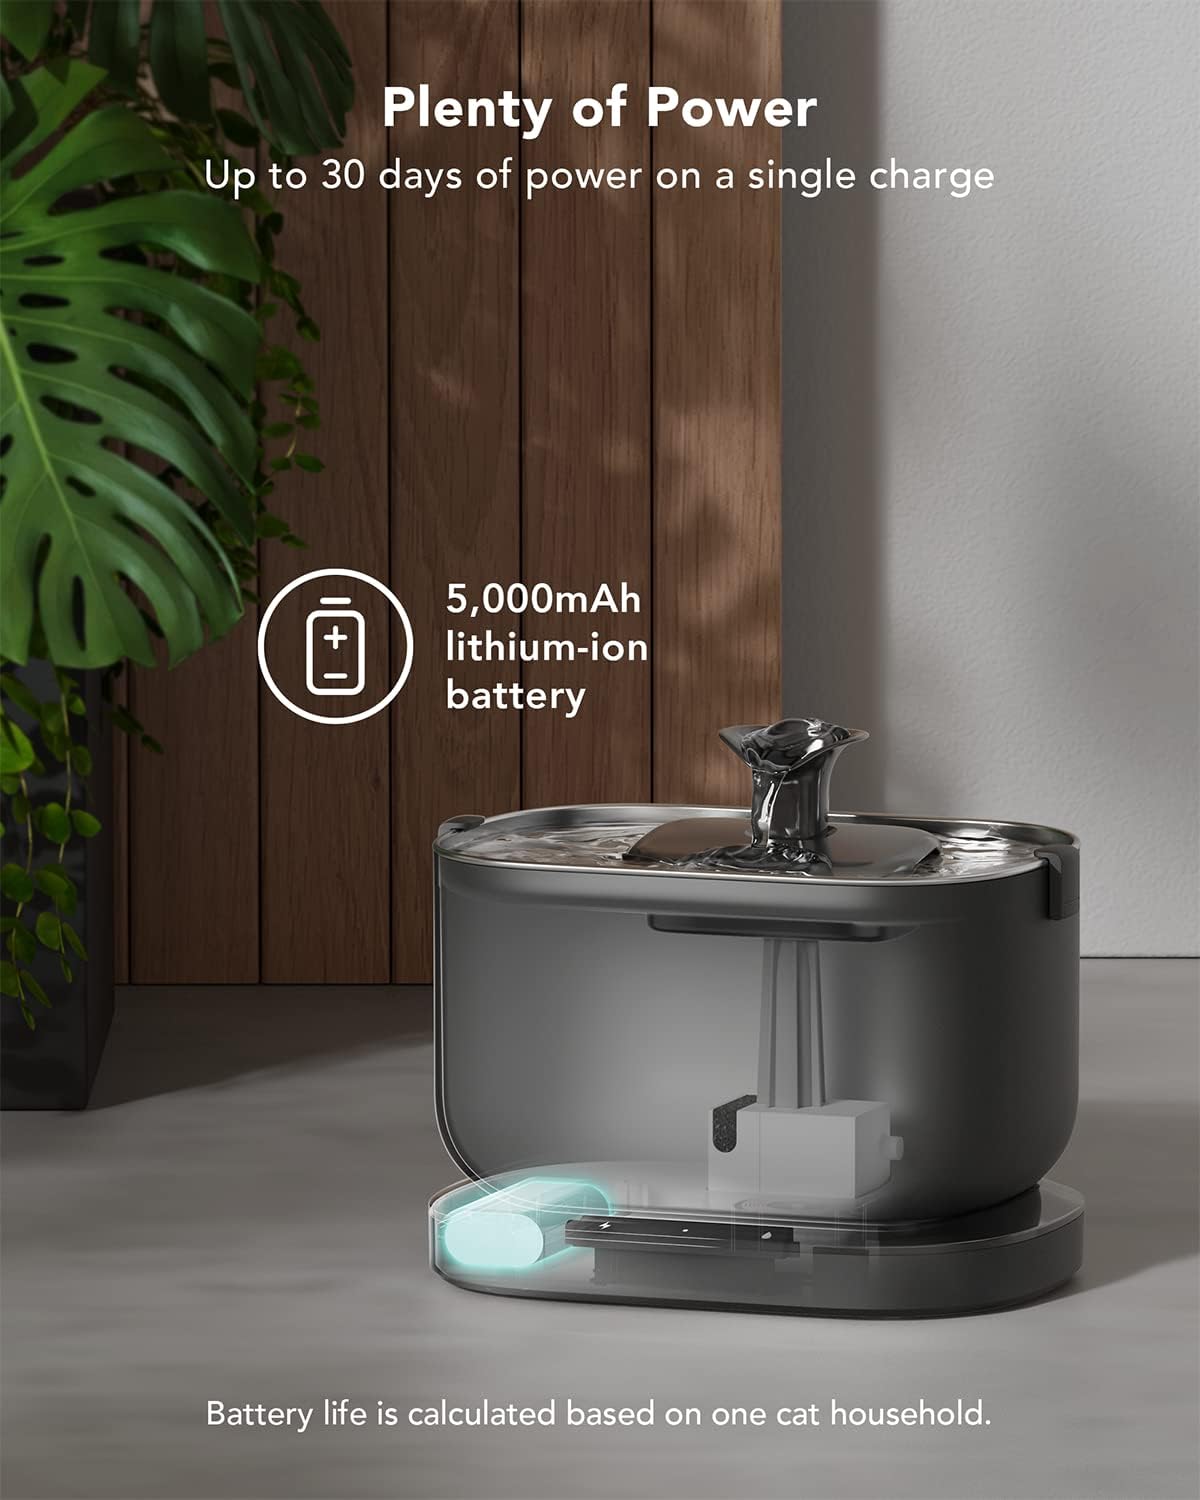 Plenty of Power
Up to 30 days of power on a single charge
5,000mAh
lithium-ion
battery
Battery life is calculated based on one cat household.